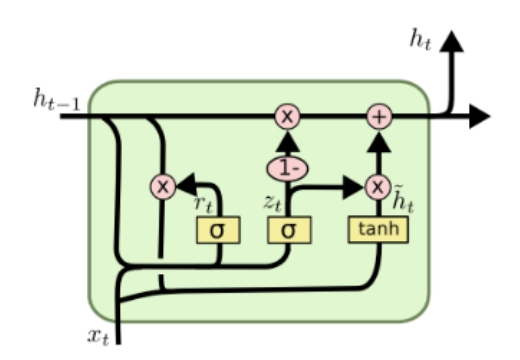 h_t
h_{t-1}
x +
1-
x r_t z_t x h̃_t
σ σ tanh
x_t